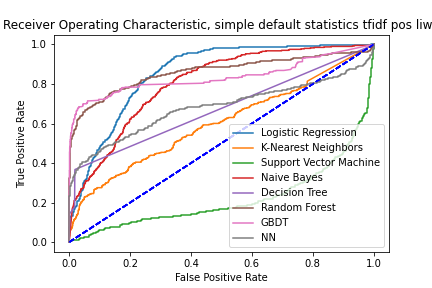 Receiver Operating Characteristic, simple default statistics tfidf pos liw
1.0
0.8
0.6
0.4
0.2
0.0
True Positive Rate
Logistic Regression
K-Nearest Neighbors
Support Vector Machine
Naive Bayes
Decision Tree
Random Forest
GBDT
NN
0.0 0.2 0.4 0.6 0.8 1.0
False Positive Rate